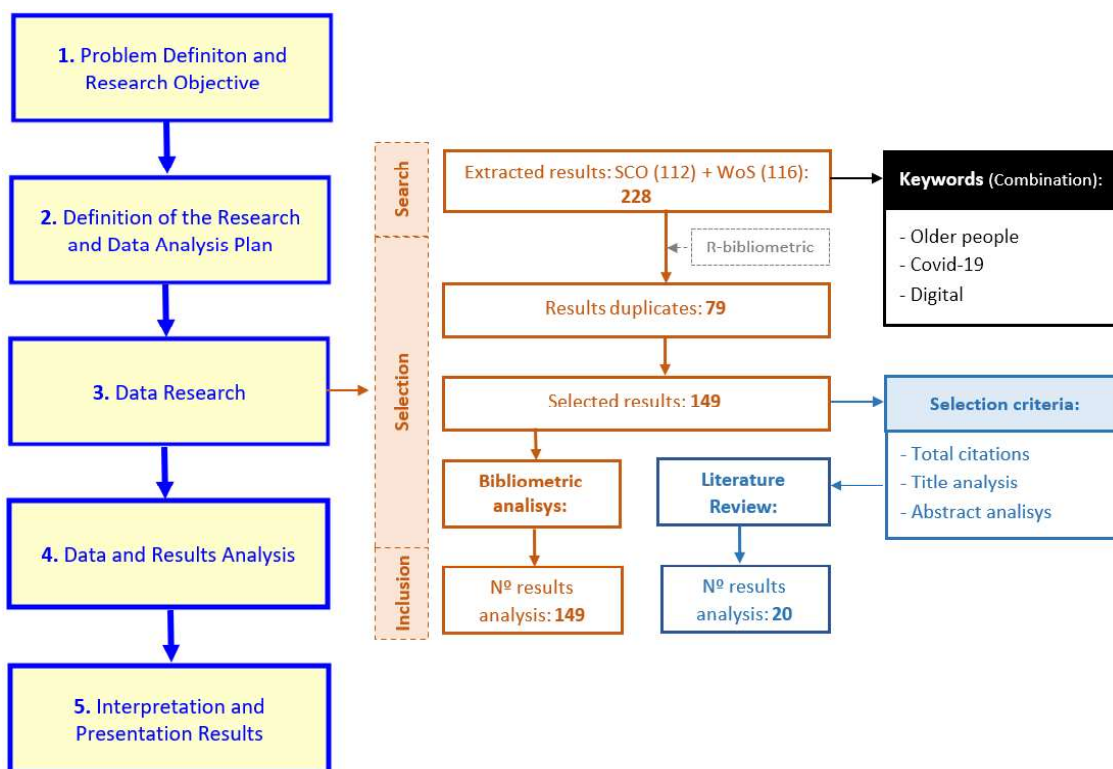 1. Problem Definiton and
Research Objective
2. Definition of the Research
and Data Analysis Plan
3. Data Research
4. Data and Results Analysis
5. Interpretation and
Presentation Results
Search
Selection
Inclusion
Extracted results: SCO (112) + WoS (116):
228
R-bibliometric
Results duplicates: 79
Selected results: 149
Bibliometric
analisys:
Nº results
analysis: 149
Literature
Review:
Nº results
analysis: 20
Keywords (Combination):
- Older people
- Covid-19
- Digital
Selection criteria:
- Total citations
- Title analysis
- Abstract analisys